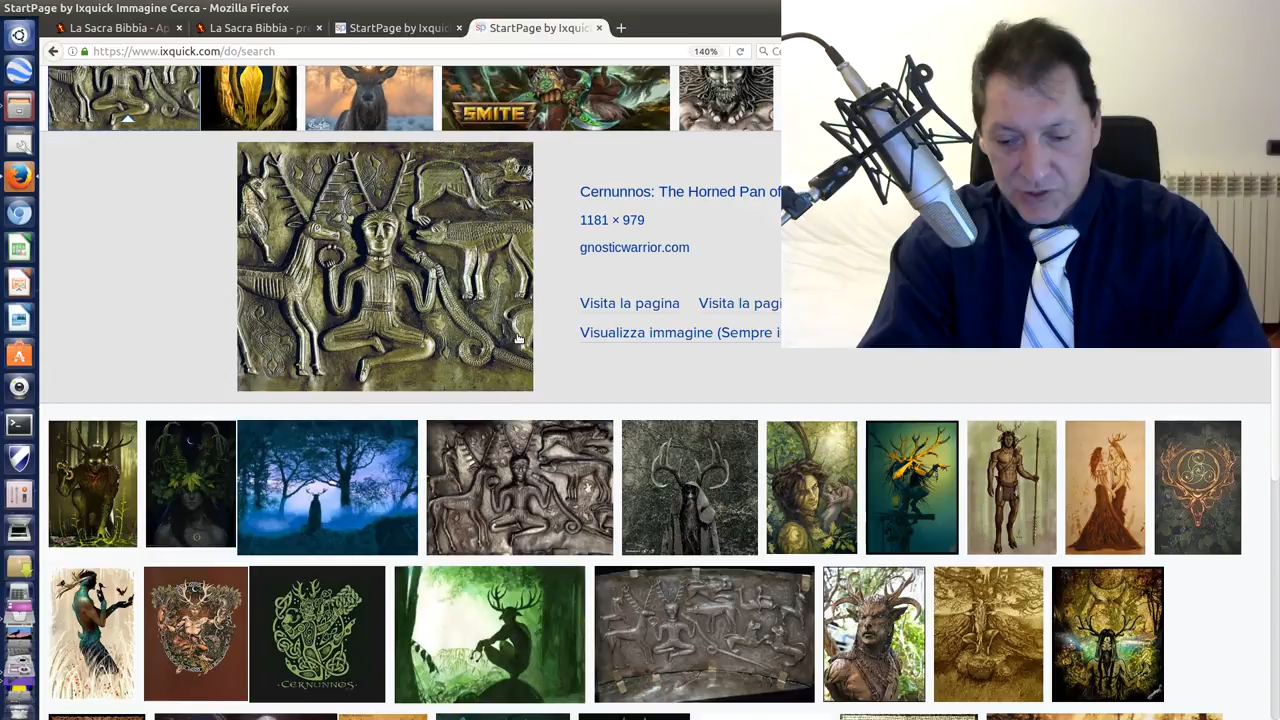 StartPage by Ixquick Immagine Cerca - Mozilla Firefox
La Sacra Bibbia - Ap
La Sacra Bibbia - pr
StartPage by Ixquic
StartPage by Ixquic
https://www.ixquick.com/do/search
140%
SMITE
Cernunnos: The Horned Pan of
1181 × 979
gnosticwarrior.com
Visita la pagina
Visita la pagi
Visualizza immagine (Sempre i
CERNUNNOS